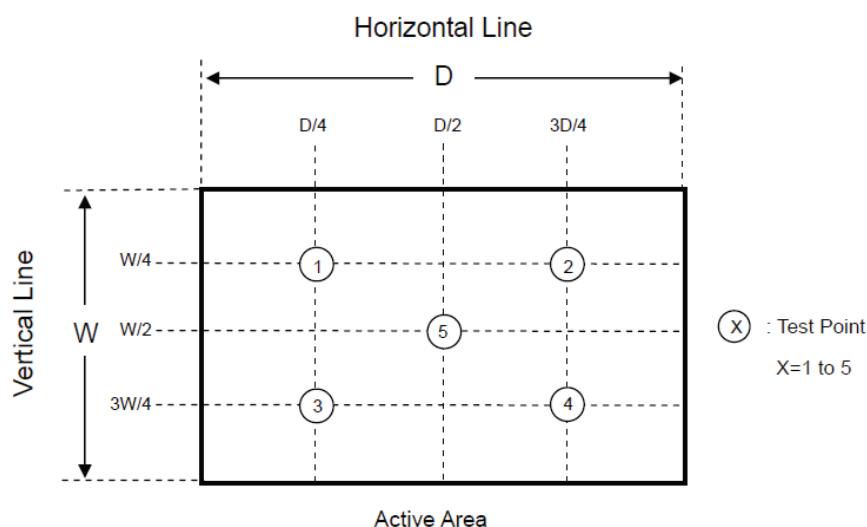 Horizontal Line
D
D/4 D/2 3D/4
W/4
1 2
Vertical Line
W
W/2
5
X : Test Point
X=1 to 5
3W/4
3 4
Active Area